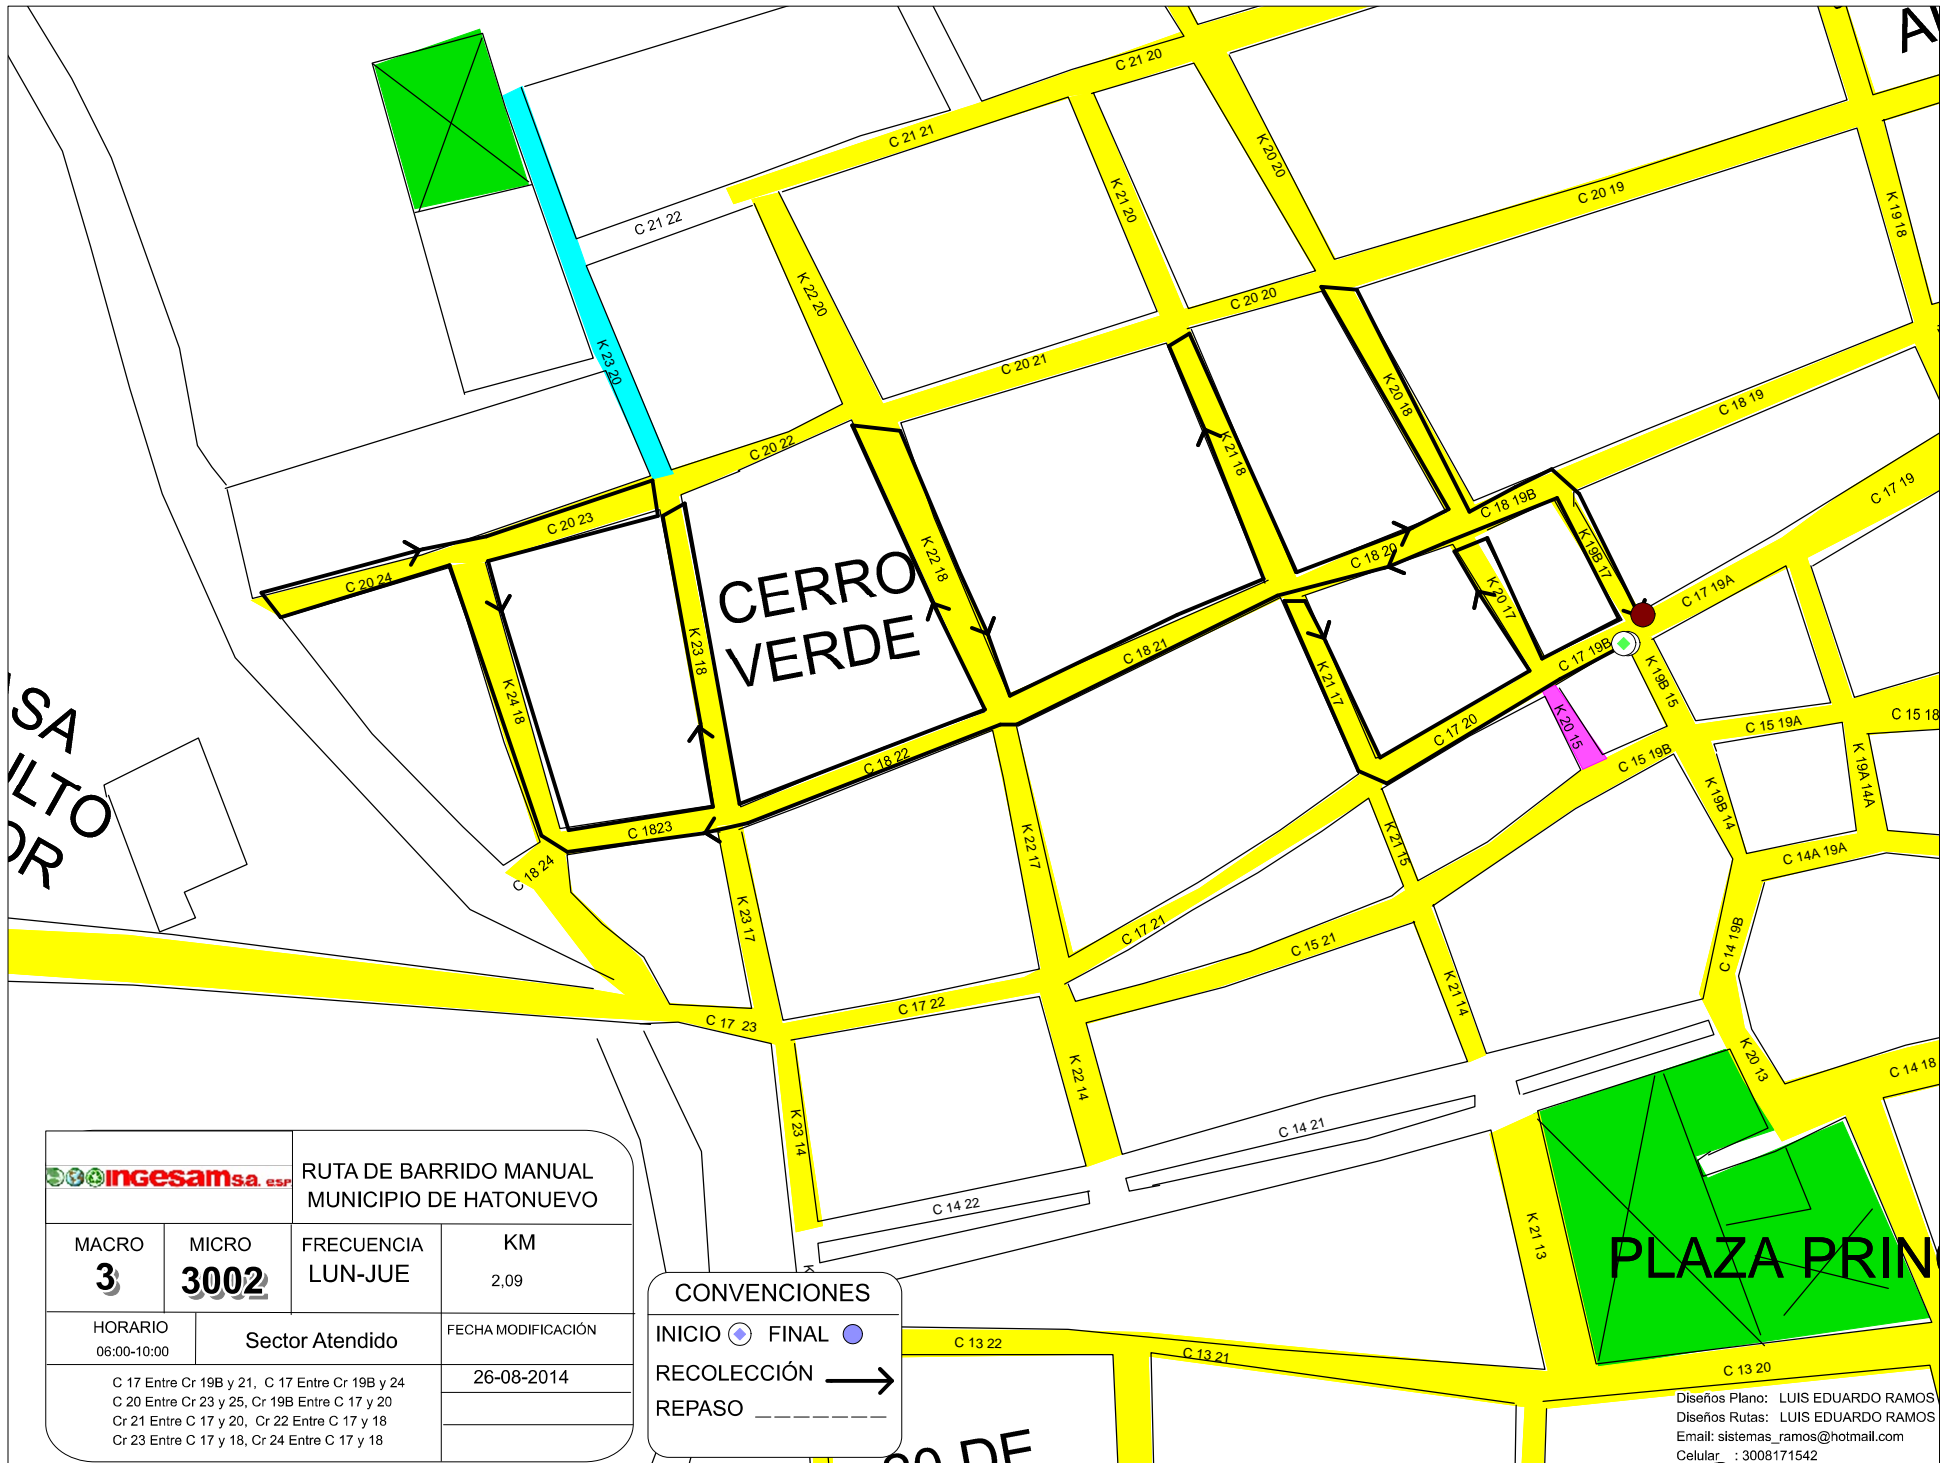 AL
C 21 20
C 21 21
K 20 20
K 21 20
C 20 19
K 19 18
C 21 22
K 22 20
C 20 20
K 23 20
C 20 21
K 20 18
C 18 19
C 20 22
K 21 18
C 17 19
C 18 19B
C 20 23
K 22 18
K 19B 17
C 18 20
C 20 24
CERRO
VERDE
K 20 17
C 17 19A
K 23 18
C 18 21
C 17 19B
K 24 18
K 21 17
K 19B 15
SA
ULTO
OR
C 17 20
K 20 15
C 15 19A
C 15 18
C 18 22
C 15 19B
K 19A 14A
K 19B 14
C 1823
K 22 17
K 21 15
C 14A 19A
C 18 24
K 23 17
C 17 21
C 15 21
C 14 19B
C 17 22
K 21 14
C 17 23
K 22 14
K 20 13
C 14 18
K 23 14
C 14 21
C 14 22
K 21 13
PLAZA PRINC
K
C 13 22
C 13 21
C 13 20
20 DE
INGESAM S.A. ESP
RUTA DE BARRIDO MANUAL
MUNICIPIO DE HATONUEVO
MACRO
3
MICRO
3002
FRECUENCIA
LUN-JUE
KM
2,09
HORARIO
06:00-10:00
Sector Atendido
FECHA MODIFICACIÓN
26-08-2014
C 17 Entre Cr 19B y 21, C 17 Entre Cr 19B y 24
C 20 Entre Cr 23 y 25, Cr 19B Entre C 17 y 20
Cr 21 Entre C 17 y 20, Cr 22 Entre C 17 y 18
Cr 23 Entre C 17 y 18, Cr 24 Entre C 17 y 18
CONVENCIONES
INICIO FINAL
RECOLECCIÓN
REPASO
Diseños Plano: LUIS EDUARDO RAMOS
Diseños Rutas: LUIS EDUARDO RAMOS
Email: sistemas_ramos@hotmail.com
Celular_ : 3008171542